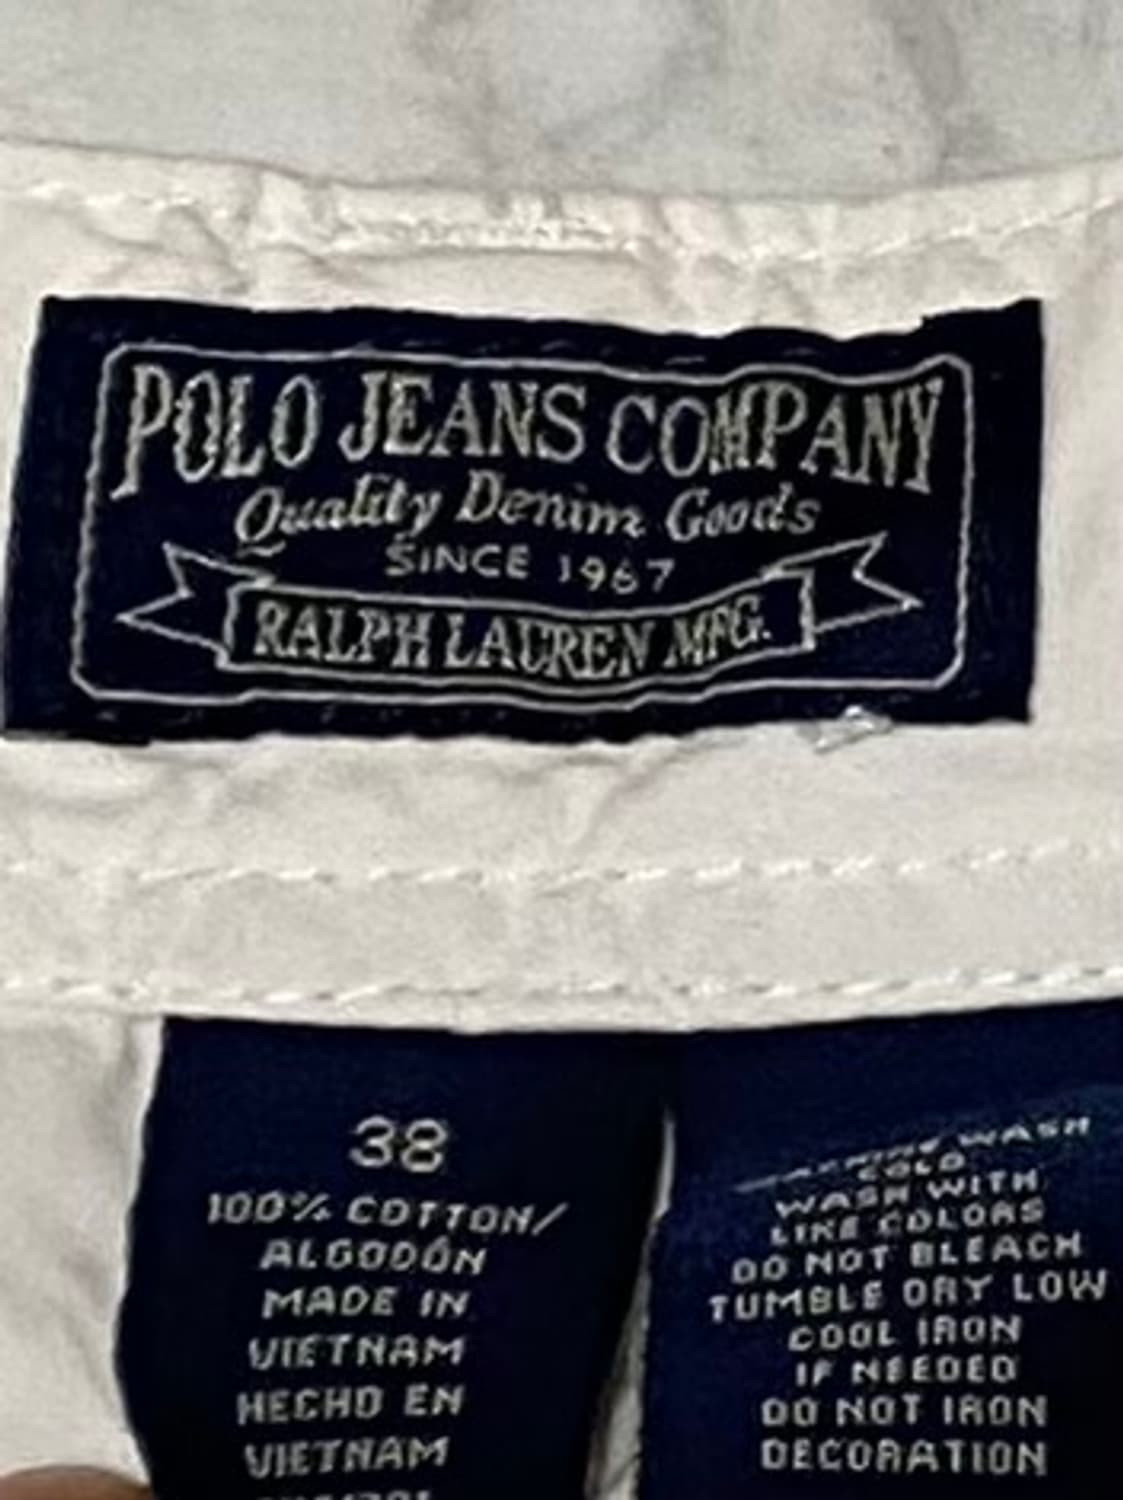 POLO JEANS COMPANY
Quality Denim Goods
SINCE 1967
RALPH LAUREN MFG.
38
100% COTTON/
ALGODÓN
MADE IN
VIETNAM
HECHO EN
VIETNAM
MACHINE WASH
COLD
WASH WITH
LIKE COLORS
DO NOT BLEACH
TUMBLE DRY LOW
COOL IRON
IF NEEDED
DO NOT IRON
DECORATION